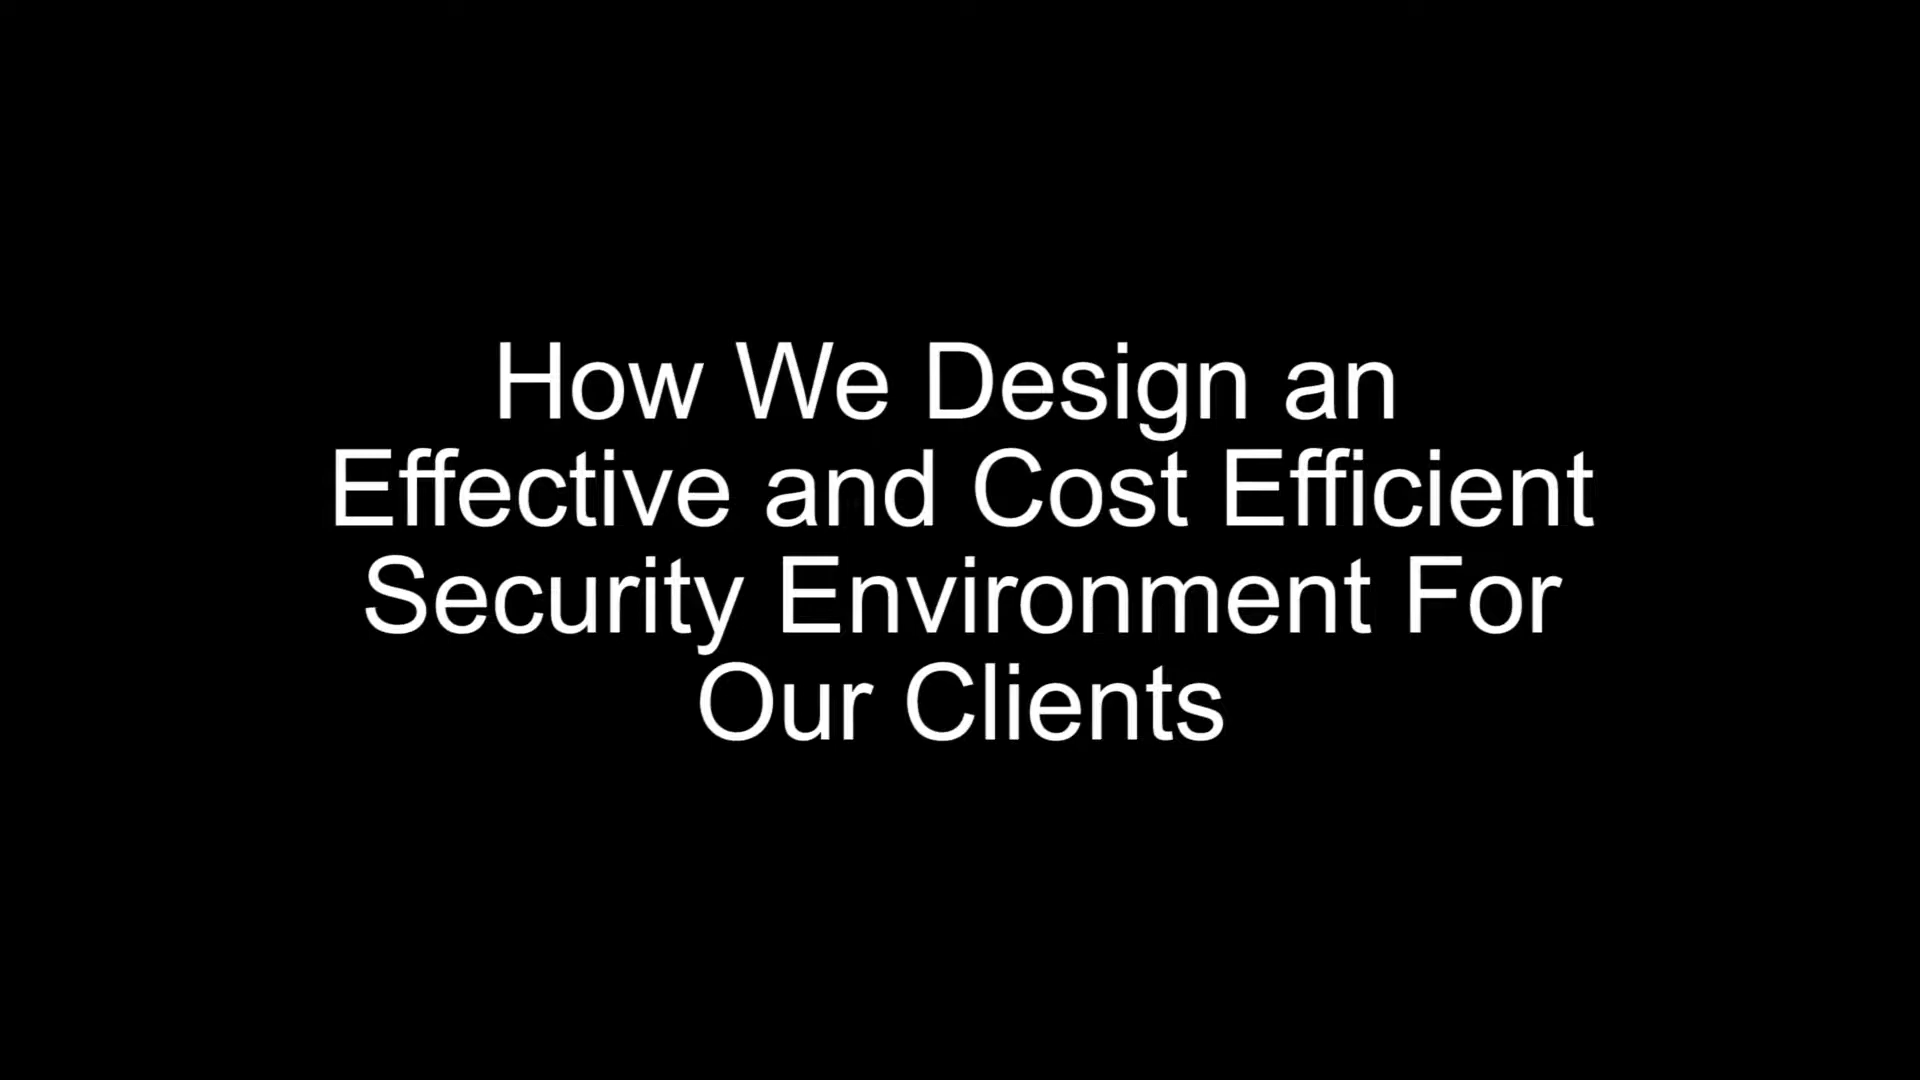 How We Design an
Effective and Cost Efficient
Security Environment For
Our Clients